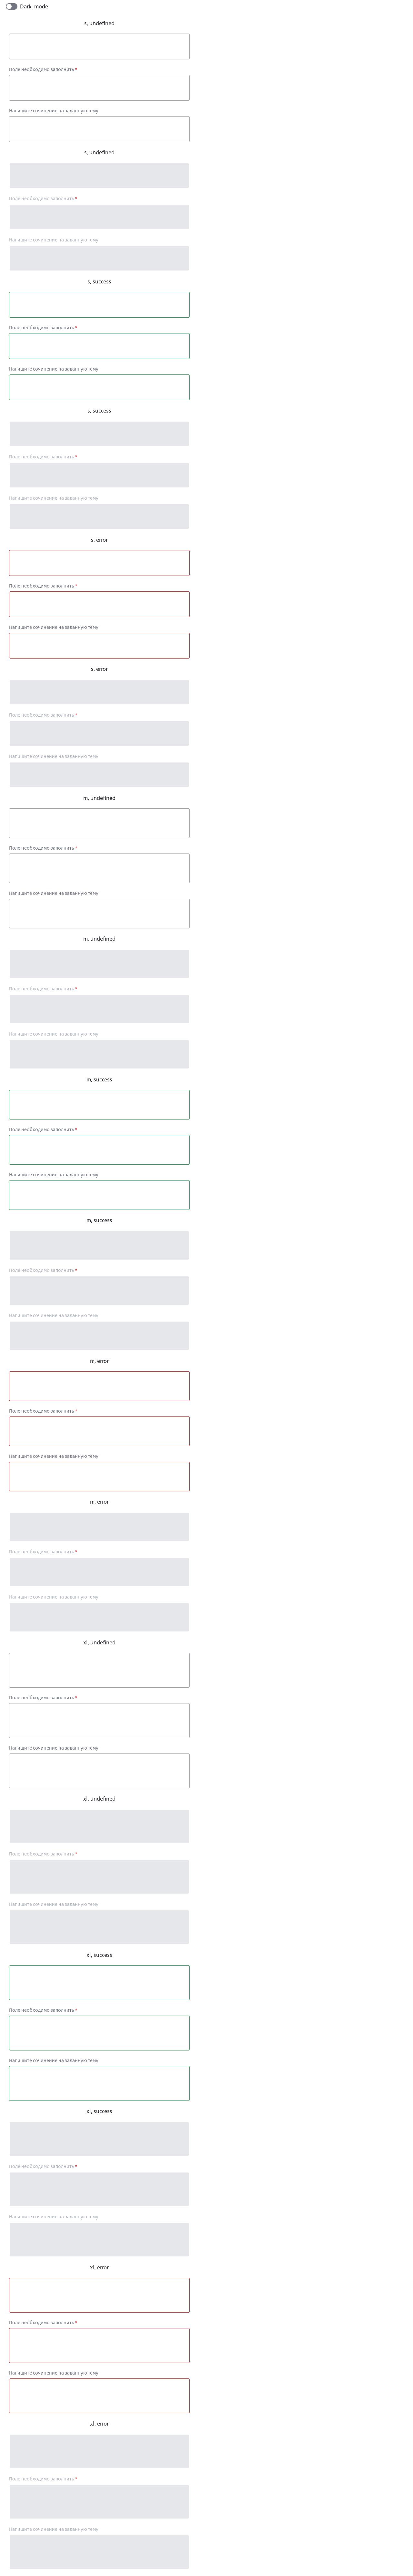 Dark_mode
s, undefined
Поле необходимо заполнить *
Напишите сочинение на заданную тему
s, undefined
Поле необходимо заполнить *
Напишите сочинение на заданную тему
s, success
Поле необходимо заполнить *
Напишите сочинение на заданную тему
s, success
Поле необходимо заполнить *
Напишите сочинение на заданную тему
s, error
Поле необходимо заполнить *
Напишите сочинение на заданную тему
s, error
Поле необходимо заполнить *
Напишите сочинение на заданную тему
m, undefined
Поле необходимо заполнить *
Напишите сочинение на заданную тему
m, undefined
Поле необходимо заполнить *
Напишите сочинение на заданную тему
m, success
Поле необходимо заполнить *
Напишите сочинение на заданную тему
m, success
Поле необходимо заполнить *
Напишите сочинение на заданную тему
m, error
Поле необходимо заполнить *
Напишите сочинение на заданную тему
m, error
Поле необходимо заполнить *
Напишите сочинение на заданную тему
xl, undefined
Поле необходимо заполнить *
Напишите сочинение на заданную тему
xl, undefined
Поле необходимо заполнить *
Напишите сочинение на заданную тему
xl, success
Поле необходимо заполнить *
Напишите сочинение на заданную тему
xl, success
Поле необходимо заполнить *
Напишите сочинение на заданную тему
xl, error
Поле необходимо заполнить *
Напишите сочинение на заданную тему
xl, error
Поле необходимо заполнить *
Напишите сочинение на заданную тему